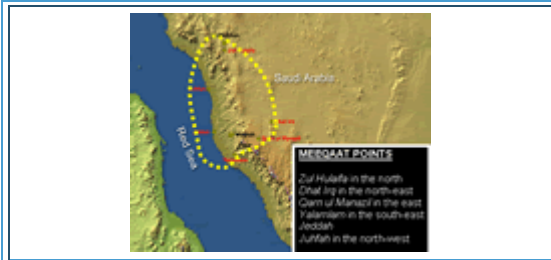 Saudi Arabia
Red Sea
MEEQAAT POINTS
Zul Hulaifa in the north
Dhat Irq in the north-east
Qarn ul Manazil in the east
Yalamlam in the south-east
Jeddah
Juhfah in the north-west